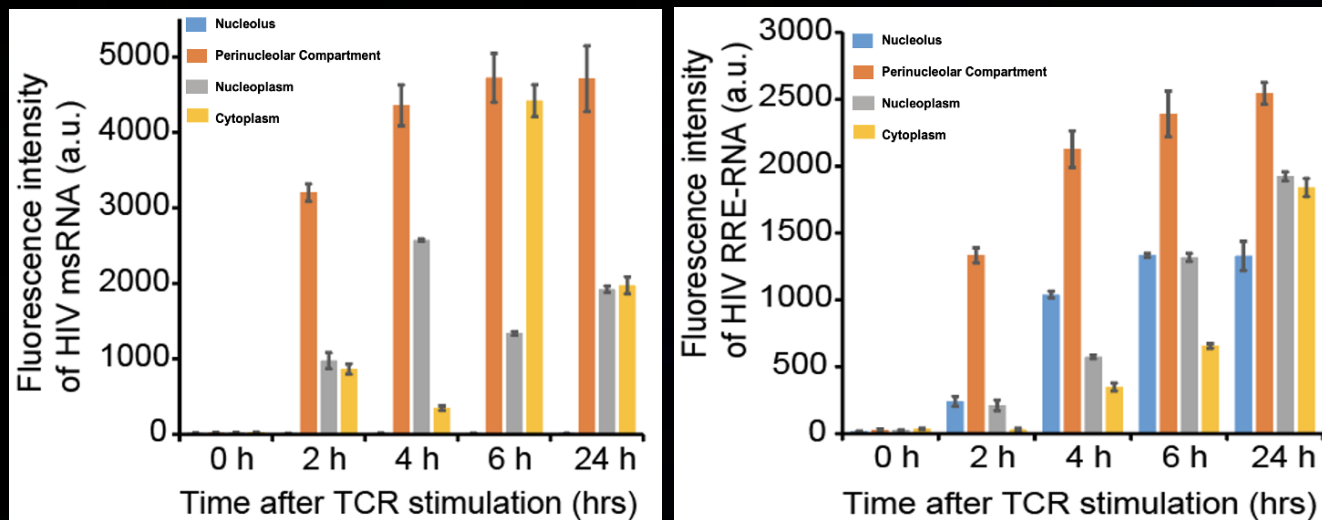 Fluorescence intensity
of HIV msRNA (a.u.)
5000
4000
3000
2000
1000
0
Nucleolus
Perinucleolar Compartment
Nucleoplasm
Cytoplasm
0 h 2 h 4 h 6 h 24 h
Time after TCR stimulation (hrs)
Fluorescence intensity
of HIV RRE-RNA (a.u.)
3000
2500
2000
1500
1000
500
0
Nucleolus
Perinucleolar Compartment
Nucleoplasm
Cytoplasm
0 h 2 h 4 h 6 h 24 h
Time after TCR stimulation (hrs)